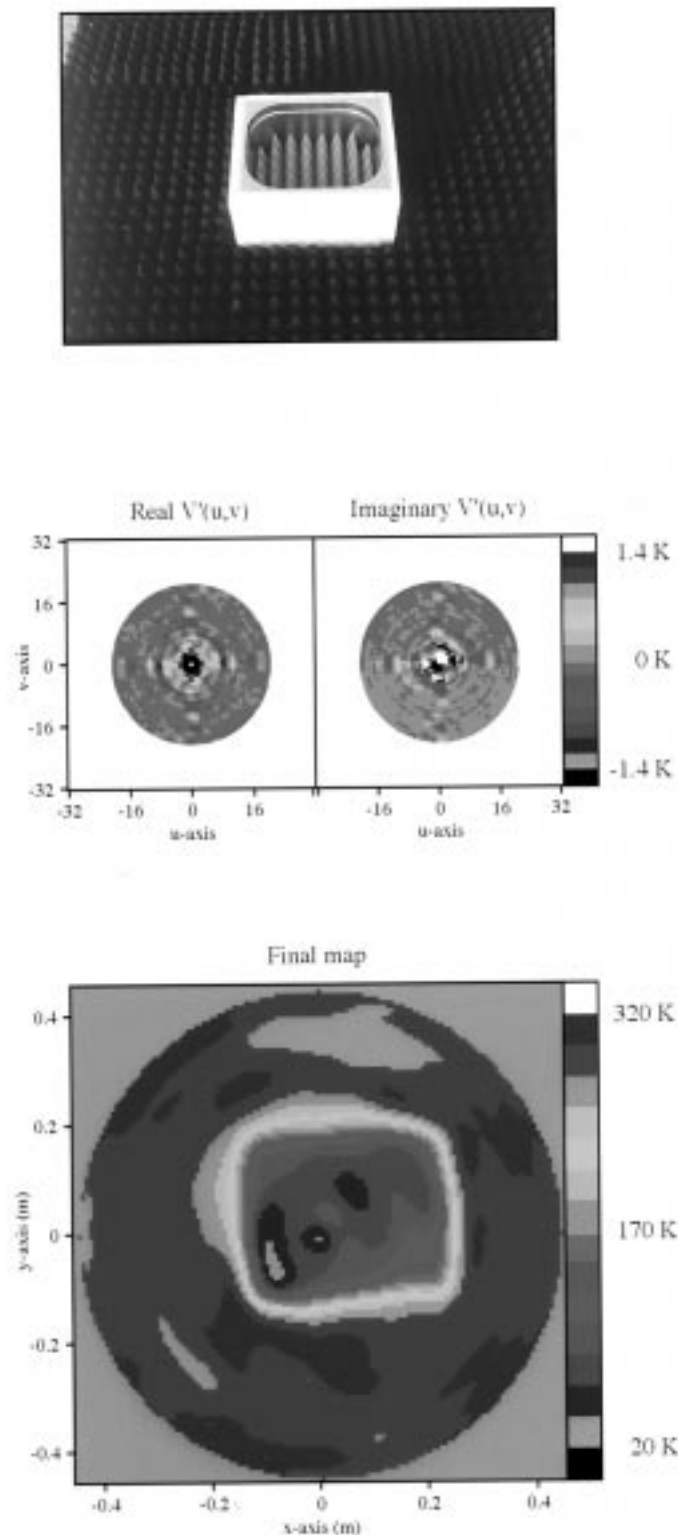 Real V'(u,v)
Imaginary V'(u,v)
32
16
0
-16
-32
v-axis
-32
-16
0
16
u-axis
-16
0
16
32
u-axis
1.4 K
0 K
-1.4 K
Final map
0.4
0.2
0
-0.2
-0.4
y-axis (m)
-0.4
-0.2
0
0.2
0.4
x-axis (m)
320 K
170 K
20 K